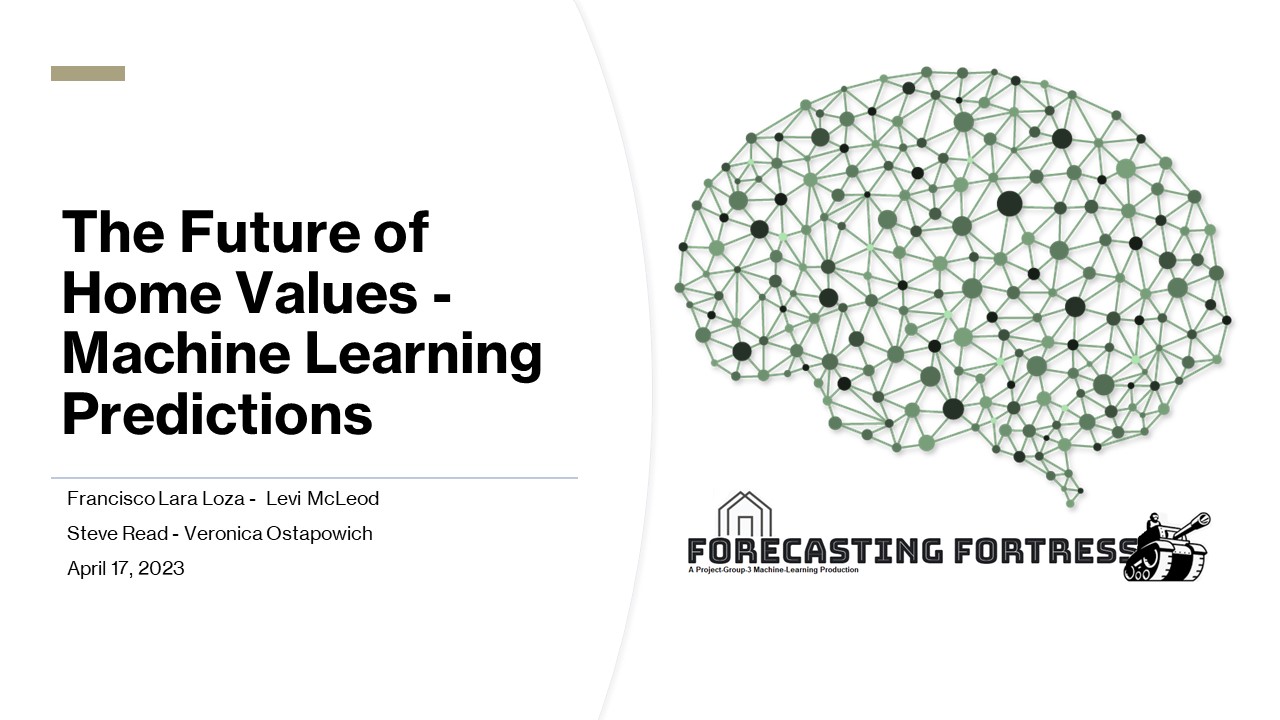 The Future of
Home Values -
Machine Learning
Predictions
Francisco Lara Loza - Levi McLeod
Steve Read - Veronica Ostapowich
April 17, 2023
FORECASTING FORTRESS
A Project-Group-3 Machine-Learning Production